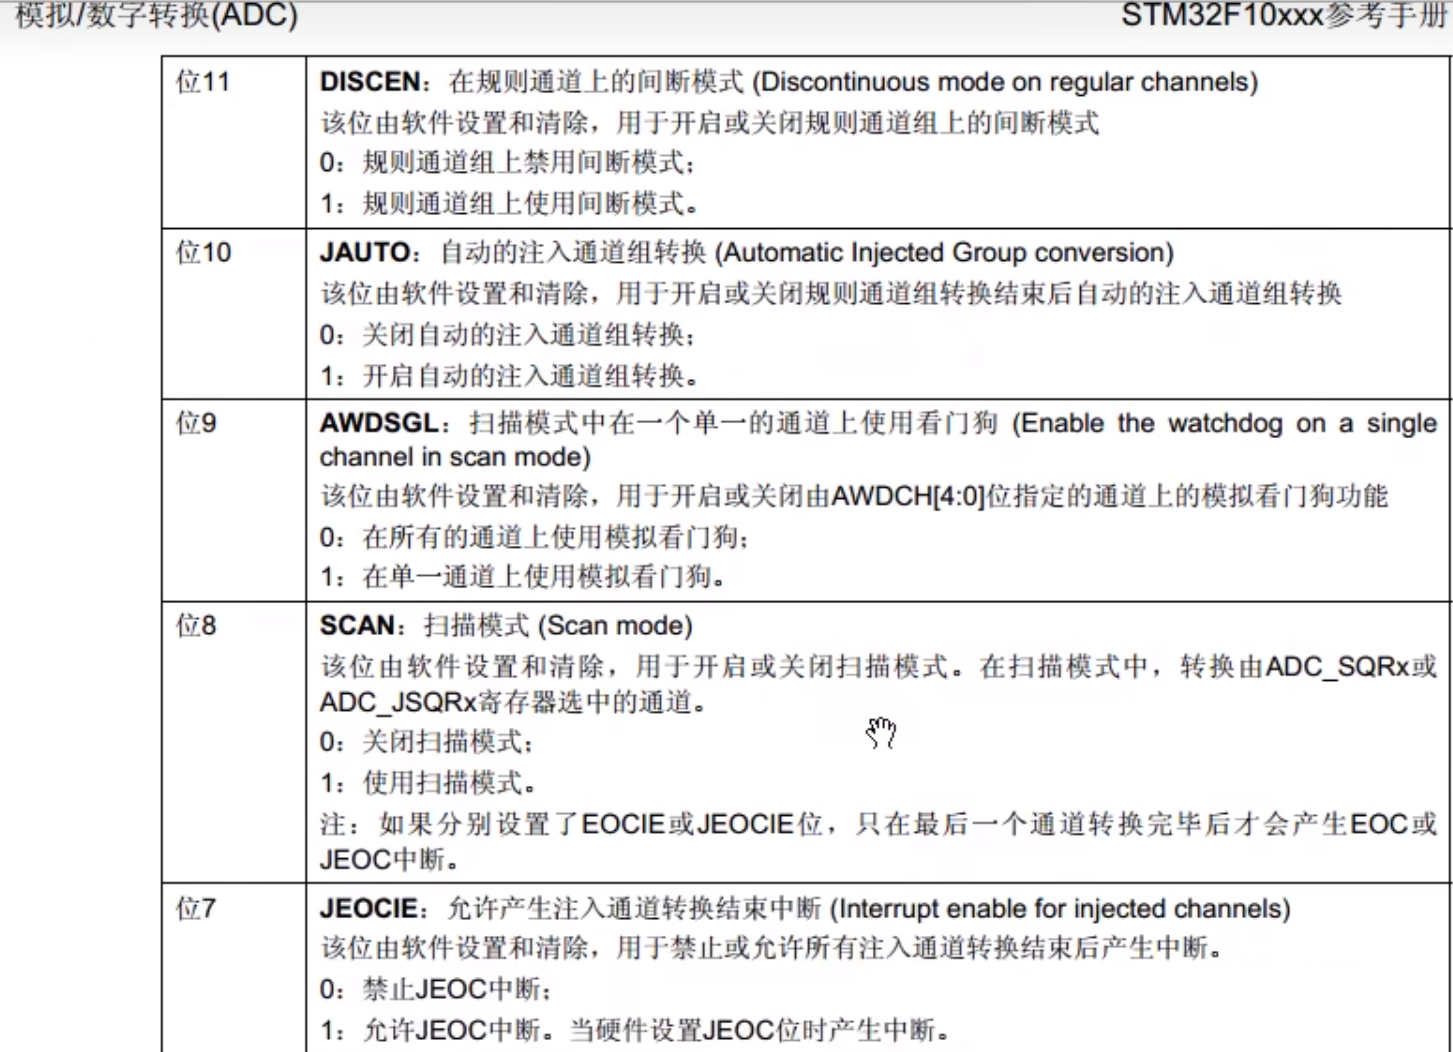 模拟/数字转换(ADC)
STM32F10xxx参考手册
位11
DISCEN：在规则通道上的间断模式 (Discontinuous mode on regular channels)
该位由软件设置和清除，用于开启或关闭规则通道组上的间断模式
0：规则通道组上禁用间断模式；
1：规则通道组上使用间断模式。
位10
JAUTO：自动的注入通道组转换 (Automatic Injected Group conversion)
该位由软件设置和清除，用于开启或关闭规则通道组转换结束后自动的注入通道组转换
0：关闭自动的注入通道组转换；
1：开启自动的注入通道组转换。
位9
AWDSGL：扫描模式中在一个单一的通道上使用看门狗 (Enable the watchdog on a single
channel in scan mode)
该位由软件设置和清除，用于开启或关闭由AWDCH[4:0]位指定的通道上的模拟看门狗功能
0：在所有的通道上使用模拟看门狗；
1：在单一通道上使用模拟看门狗。
位8
SCAN：扫描模式 (Scan mode)
该位由软件设置和清除，用于开启或关闭扫描模式。在扫描模式中，转换由ADC_SQRx或
ADC_JSQRx寄存器选中的通道。
0：关闭扫描模式；
1：使用扫描模式。
注：如果分别设置了EOCIE或JEOCIE位，只在最后一个通道转换完毕后才会产生EOC或
JEOC中断。
位7
JEOCIE：允许产生注入通道转换结束中断 (Interrupt enable for injected channels)
该位由软件设置和清除，用于禁止或允许所有注入通道转换结束后产生中断。
0：禁止JEOC中断；
1：允许JEOC中断。当硬件设置JEOC位时产生中断。